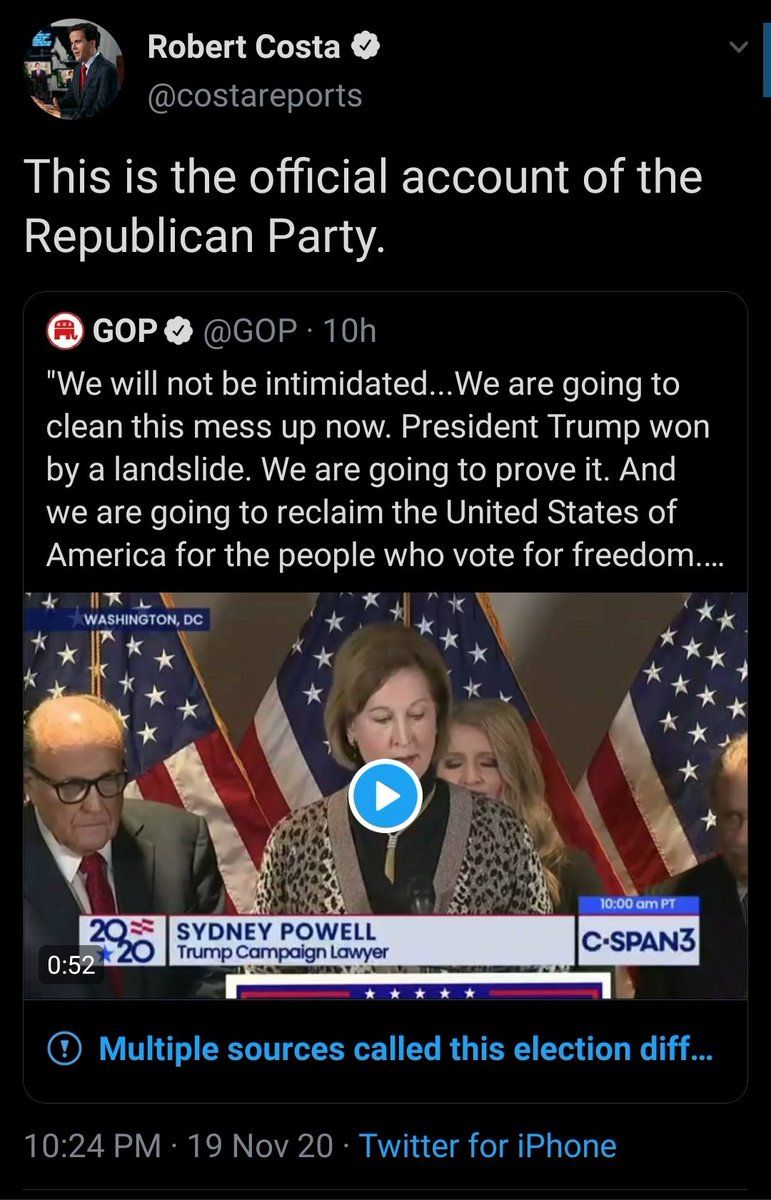 Robert Costa
@costareports
This is the official account of the
Republican Party.
GOP @GOP · 10h
"We will not be intimidated...We are going to
clean this mess up now. President Trump won
by a landslide. We are going to prove it. And
we are going to reclaim the United States of
America for the people who vote for freedom....
WASHINGTON, DC
10:00 am PT
2020
SYDNEY POWELL
Trump Campaign Lawyer
C-SPAN3
0:52
Multiple sources called this election diff...
10:24 PM · 19 Nov 20 · Twitter for iPhone